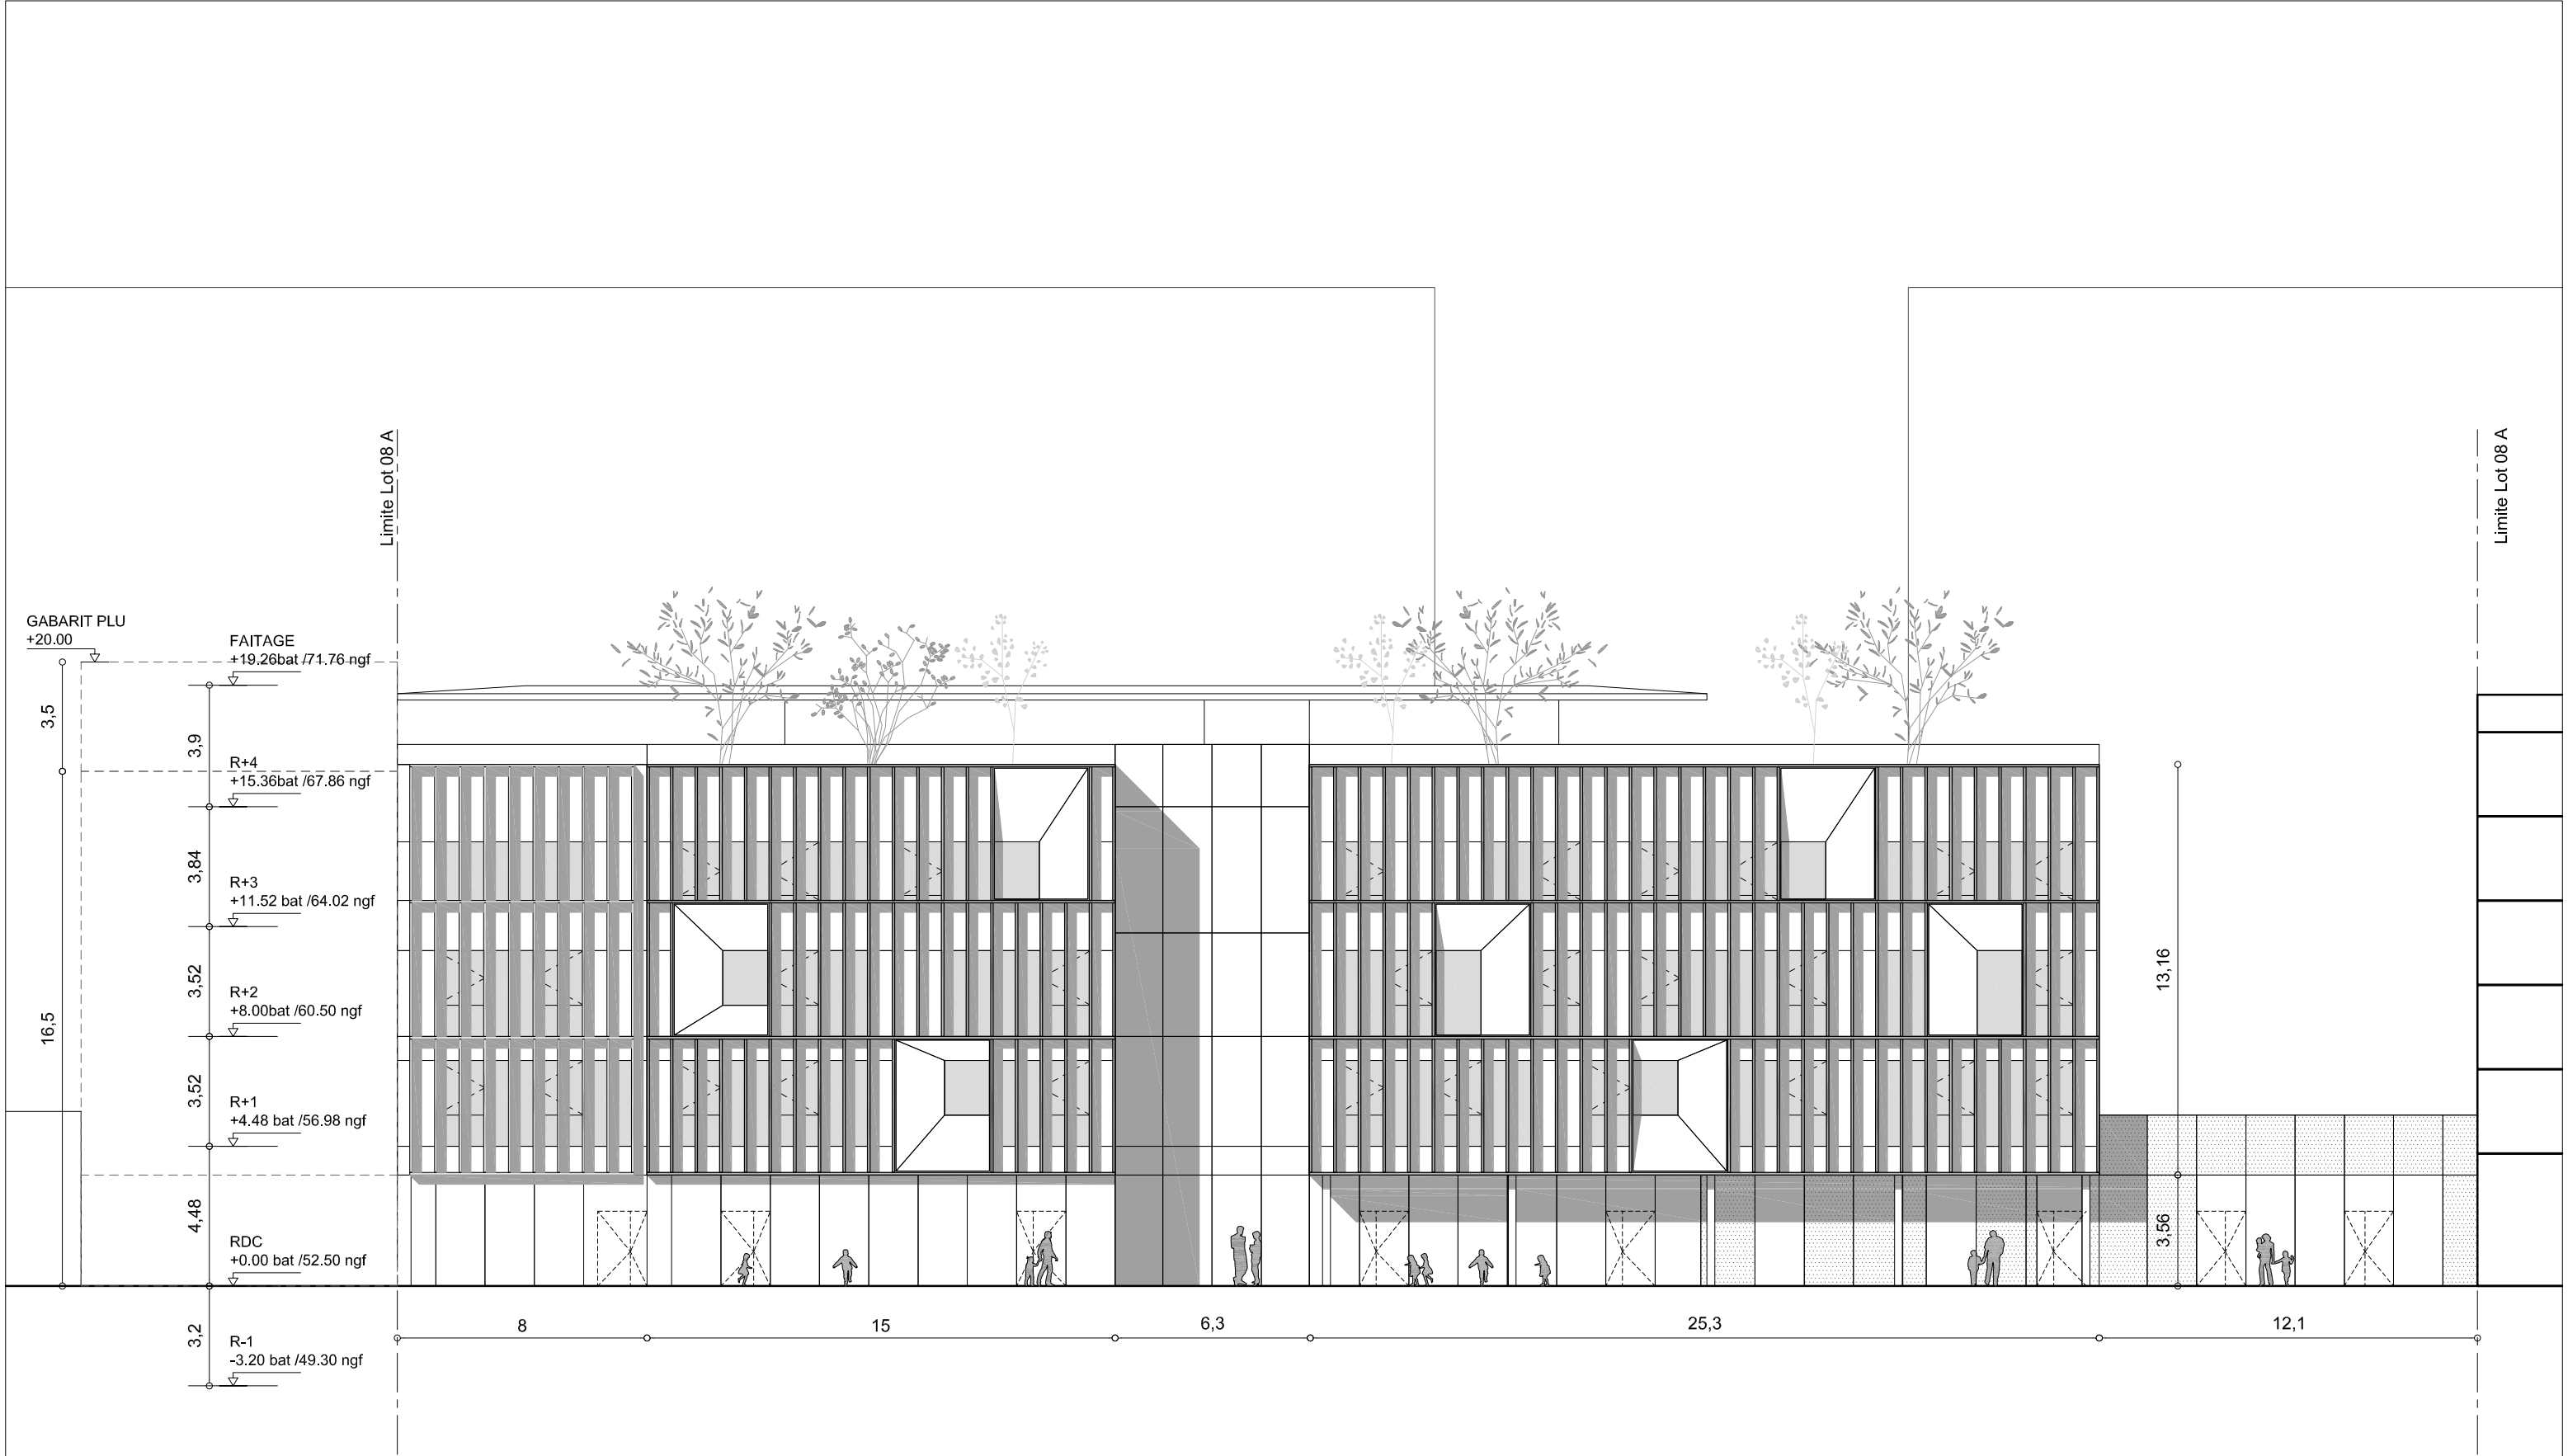 Limite Lot 08 A
Limite Lot 08 A
GABARIT PLU
+20.00
FAITAGE
+19.26bat /71.76 ngf
3,5
3,9
R+4
+15.36bat /67.86 ngf
3,84
R+3
+11.52 bat /64.02 ngf
3,52
13,16
R+2
+8.00bat /60.50 ngf
16,5
3,52
R+1
+4.48 bat /56.98 ngf
4,48
3,56
RDC
+0.00 bat /52.50 ngf
8
15
6,3
25,3
12,1
3,2
R-1
-3.20 bat /49.30 ngf